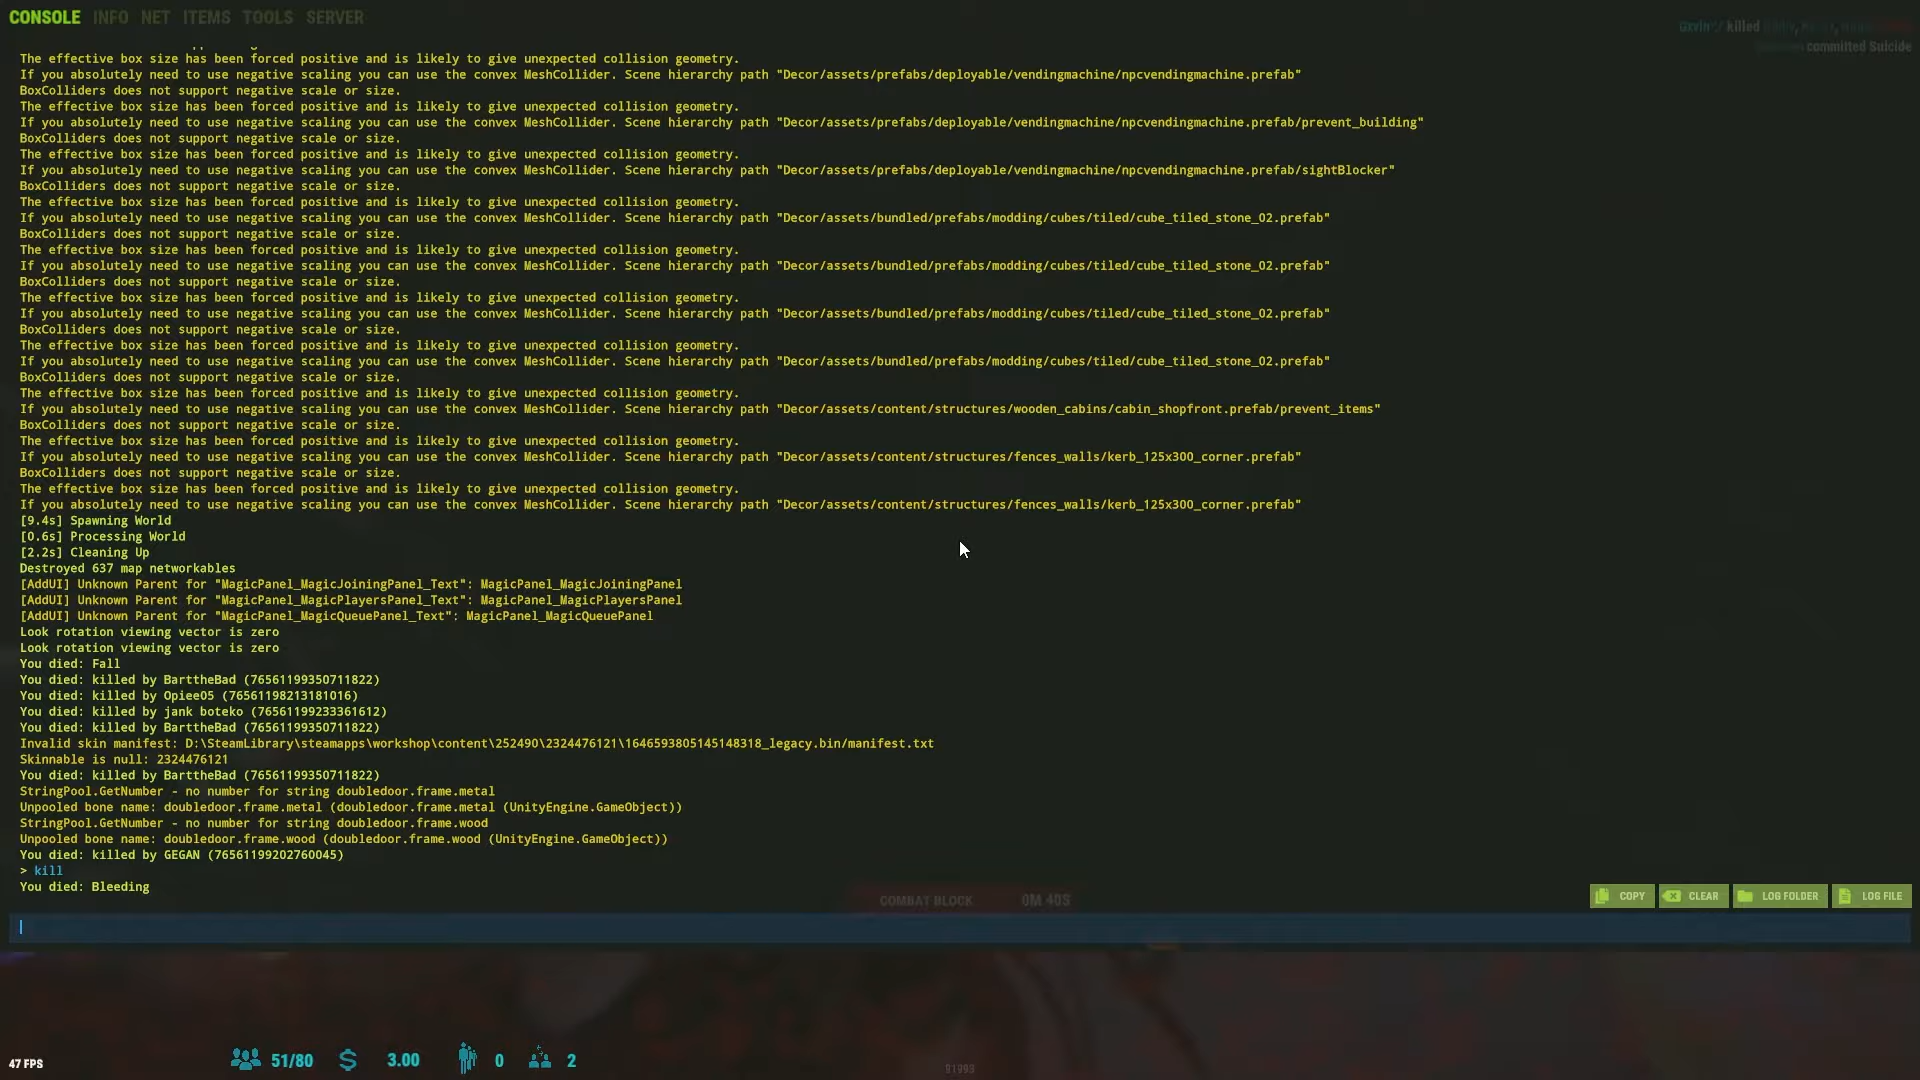 CONSOLE INFO NET ITEMS TOOLS SERVER
killed
committed Suicide
The effective box size has been forced positive and is likely to give unexpected collision geometry.
If you absolutely need to use negative scaling you can use the convex MeshCollider. Scene hierarchy path "Decor/assets/prefabs/deployable/vendingmachine/npcvendingmachine.prefab"
BoxColliders does not support negative scale or size.
The effective box size has been forced positive and is likely to give unexpected collision geometry.
If you absolutely need to use negative scaling you can use the convex MeshCollider. Scene hierarchy path "Decor/assets/prefabs/deployable/vendingmachine/npcvendingmachine.prefab/prevent_building"
BoxColliders does not support negative scale or size.
The effective box size has been forced positive and is likely to give unexpected collision geometry.
If you absolutely need to use negative scaling you can use the convex MeshCollider. Scene hierarchy path "Decor/assets/prefabs/deployable/vendingmachine/npcvendingmachine.prefab/sightBlocker"
BoxColliders does not support negative scale or size.
The effective box size has been forced positive and is likely to give unexpected collision geometry.
If you absolutely need to use negative scaling you can use the convex MeshCollider. Scene hierarchy path "Decor/assets/bundled/prefabs/modding/cubes/tiled/cube_tiled_stone_02.prefab"
BoxColliders does not support negative scale or size.
The effective box size has been forced positive and is likely to give unexpected collision geometry.
If you absolutely need to use negative scaling you can use the convex MeshCollider. Scene hierarchy path "Decor/assets/bundled/prefabs/modding/cubes/tiled/cube_tiled_stone_02.prefab"
BoxColliders does not support negative scale or size.
The effective box size has been forced positive and is likely to give unexpected collision geometry.
If you absolutely need to use negative scaling you can use the convex MeshCollider. Scene hierarchy path "Decor/assets/bundled/prefabs/modding/cubes/tiled/cube_tiled_stone_02.prefab"
BoxColliders does not support negative scale or size.
The effective box size has been forced positive and is likely to give unexpected collision geometry.
If you absolutely need to use negative scaling you can use the convex MeshCollider. Scene hierarchy path "Decor/assets/bundled/prefabs/modding/cubes/tiled/cube_tiled_stone_02.prefab"
BoxColliders does not support negative scale or size.
The effective box size has been forced positive and is likely to give unexpected collision geometry.
If you absolutely need to use negative scaling you can use the convex MeshCollider. Scene hierarchy path "Decor/assets/content/structures/wooden_cabins/cabin_shopfront.prefab/prevent_items"
BoxColliders does not support negative scale or size.
The effective box size has been forced positive and is likely to give unexpected collision geometry.
If you absolutely need to use negative scaling you can use the convex MeshCollider. Scene hierarchy path "Decor/assets/content/structures/fences_walls/kerb_125x300_corner.prefab"
BoxColliders does not support negative scale or size.
The effective box size has been forced positive and is likely to give unexpected collision geometry.
If you absolutely need to use negative scaling you can use the convex MeshCollider. Scene hierarchy path "Decor/assets/content/structures/fences_walls/kerb_125x300_corner.prefab"
[9.4s] Spawning World
[0.6s] Processing World
[2.2s] Cleaning Up
Destroyed 637 map networkables
[AddUI] Unknown Parent for "MagicPanel_MagicJoiningPanel_Text": MagicPanel_MagicJoiningPanel
[AddUI] Unknown Parent for "MagicPanel_MagicPlayersPanel_Text": MagicPanel_MagicPlayersPanel
[AddUI] Unknown Parent for "MagicPanel_MagicQueuePanel_Text": MagicPanel_MagicQueuePanel
Look rotation viewing vector is zero
Look rotation viewing vector is zero
You died: Fall
You died: killed by BarttheBad (76561199350711822)
You died: killed by Opiee05 (76561198213181016)
You died: killed by jank boteko (76561199233361612)
You died: killed by BarttheBad (76561199350711822)
Invalid skin manifest: D:\SteamLibrary\steamapps\workshop\content\252490\2324476121\1646593805145148318_legacy.bin/manifest.txt
Skinnable is null: 2324476121
You died: killed by BarttheBad (76561199350711822)
StringPool.GetNumber - no number for string doubledoor.frame.metal
Unpooled bone name: doubledoor.frame.metal (doubledoor.frame.metal (UnityEngine.GameObject))
StringPool.GetNumber - no number for string doubledoor.frame.wood
Unpooled bone name: doubledoor.frame.wood (doubledoor.frame.wood (UnityEngine.GameObject))
You died: killed by GEGAN (76561199202760045)
> kill
You died: Bleeding
COMBAT BLOCK 0M 40S
COPY CLEAR LOG FOLDER LOG FILE
47 FPS 51/80 $ 3.00 0 2
91993